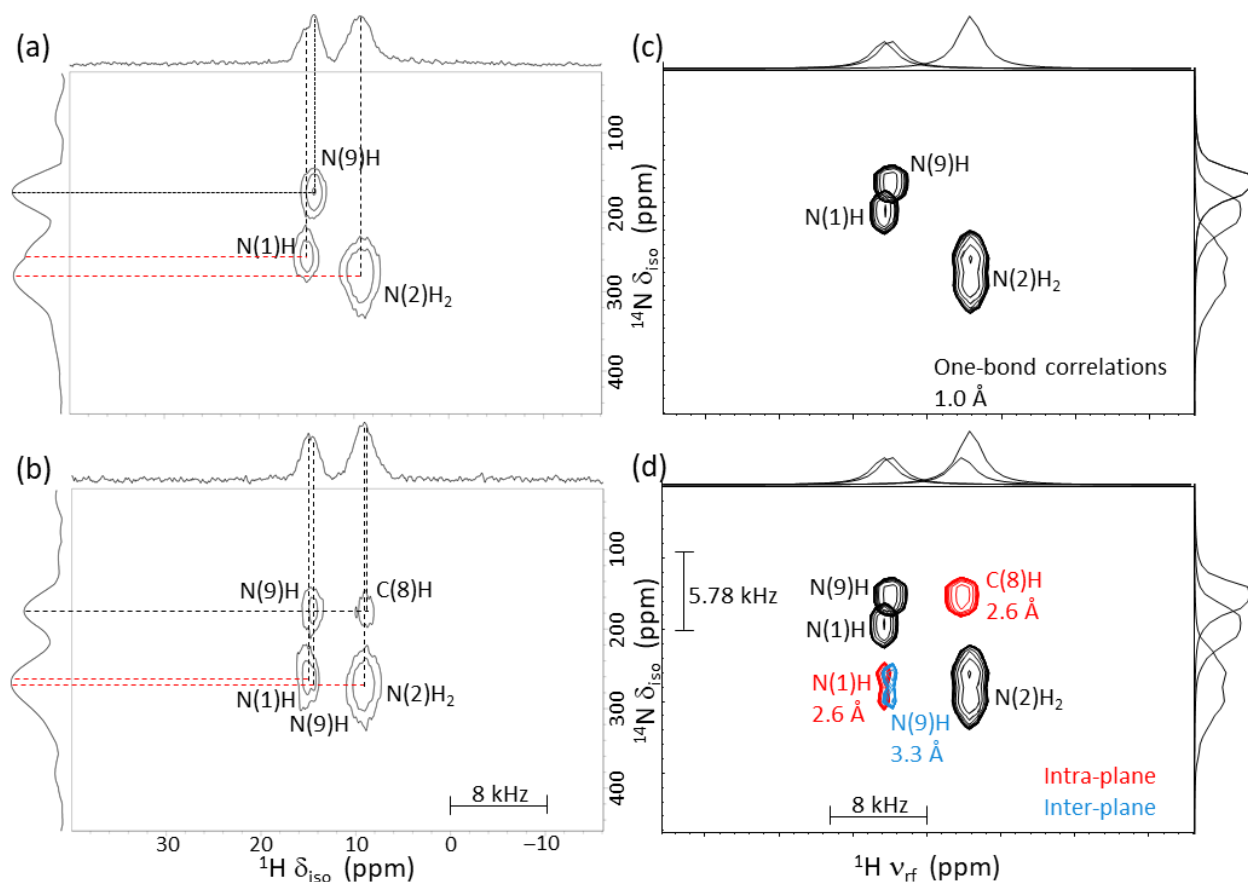 (a)
N(9)H
N(1)H
N(2)H₂
100
200
300
400
¹⁴N δiso (ppm)
(c)
N(9)H
N(1)H
N(2)H₂
One-bond correlations
1.0 Å
(b)
N(9)H
C(8)H
N(1)H
N(9)H
N(2)H₂
8 kHz
100
200
300
400
¹⁴N δiso (ppm)
30
20
10
0
−10
¹H δiso (ppm)
(d)
5.78 kHz
N(9)H
N(1)H
C(8)H
2.6 Å
N(1)H
2.6 Å
N(9)H
3.3 Å
N(2)H₂
Intra-plane
Inter-plane
8 kHz
¹H νrf (ppm)